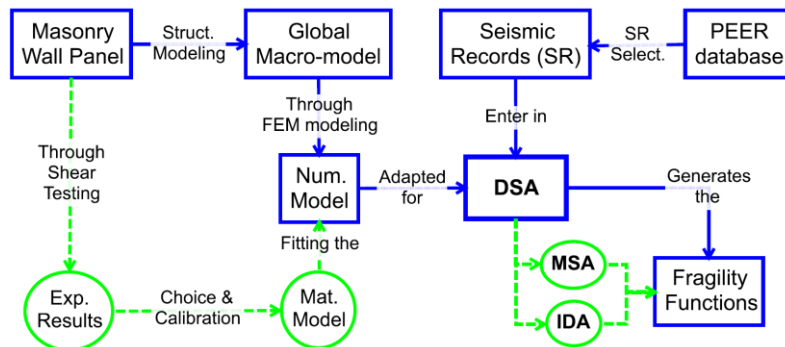 Masonry
Wall Panel
Struct.
Modeling
Global
Macro-model
Seismic
Records (SR)
SR
Select.
PEER
database
Through
FEM modeling
Enter in
Through
Shear
Testing
Num.
Model
Adapted
for
DSA
Generates
the
Fitting the
MSA
IDA
Fragility
Functions
Exp.
Results
Choice &
Calibration
Mat.
Model